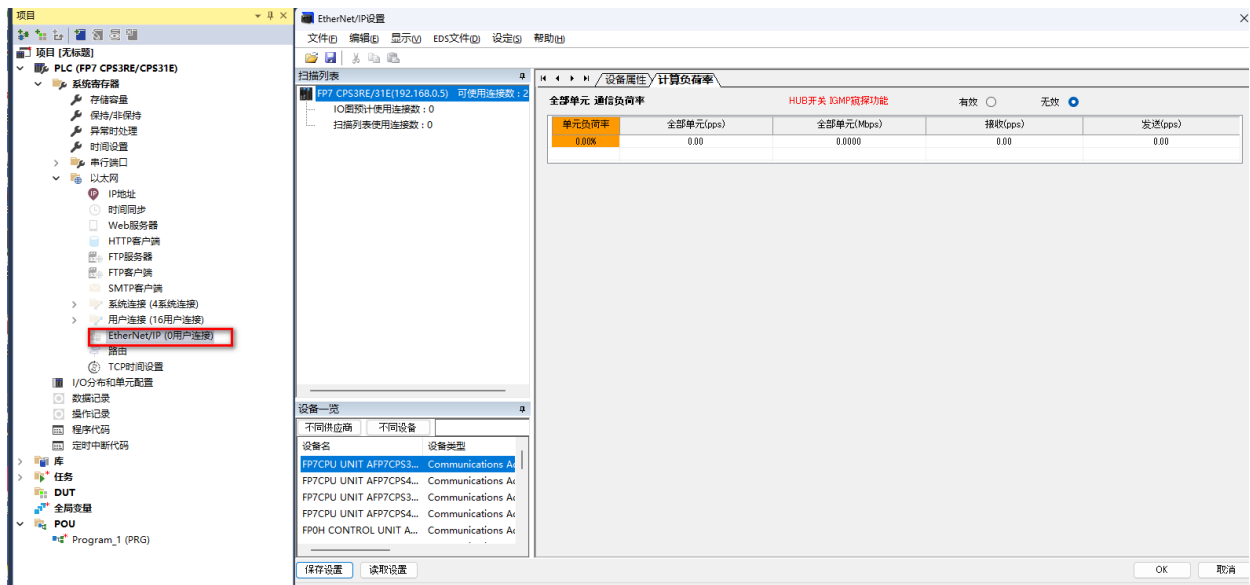 项目
项目 [无标题]
PLC (FP7 CPS3RE/CPS31E)
系统寄存器
存储容量
保持/非保持
异常时处理
时间设置
串行端口
以太网
IP地址
时间同步
Web服务器
HTTP客户端
FTP服务器
FTP客户端
SMTP客户端
系统连接 (4系统连接)
用户连接 (16用户连接)
EtherNet/IP (0用户连接)
路由
TCP时间设置
I/O分布和单元配置
数据记录
操作记录
程序代码
定时中断代码
库
任务
DUT
全局变量
POU
Program_1 (PRG)
EtherNet/IP设置
文件(F) 编辑(E) 显示(V) EDS文件(D) 设定(S) 帮助(H)
扫描列表
FP7 CPS3RE/31E(192.168.0.5) 可使用连接数 : 2
IO图预计使用连接数 : 0
扫描列表使用连接数 : 0
设备一览
不同供应商 不同设备
设备名 设备类型
FP7CPU UNIT AFP7CPS3... Communications Ac
FP7CPU UNIT AFP7CPS4... Communications Ac
FP7CPU UNIT AFP7CPS3... Communications Ac
FP7CPU UNIT AFP7CPS4... Communications Ac
FP0H CONTROL UNIT A... Communications Ac
保存设置 读取设置
设备属性 计算负荷率
全部单元 通信负荷率 HUB开关 IGMP窥探功能 有效 无效
单元负荷率 全部单元(pps) 全部单元(Mbps) 接收(pps) 发送(pps)
0.00% 0.00 0.0000 0.00 0.00
OK 取消